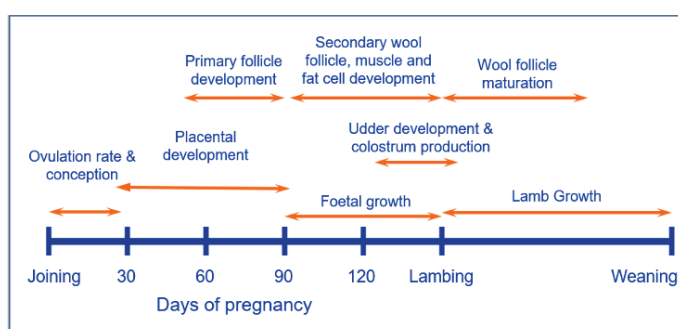 Primary follicle
development
Secondary wool
follicle, muscle and
fat cell development
Wool follicle
maturation
Ovulation rate &
conception
Placental
development
Udder development &
colostrum production
Foetal growth
Lamb Growth
Joining 30 60 90 120 Lambing Weaning
Days of pregnancy